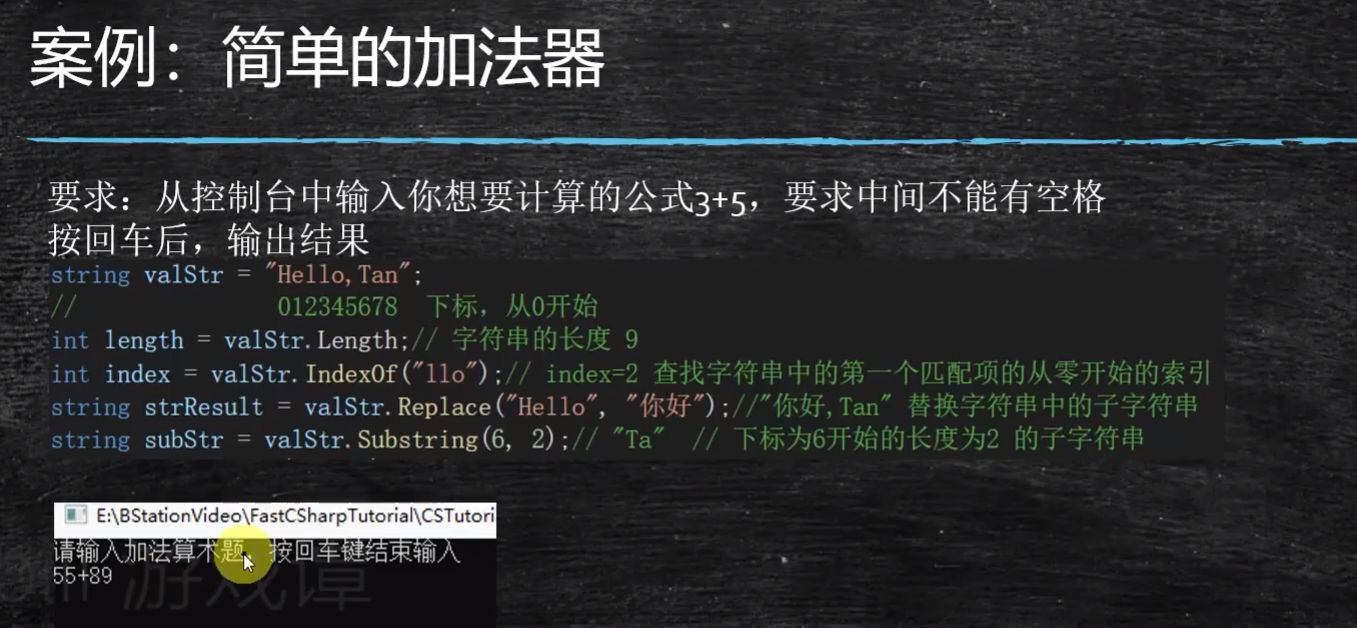 案例：简单的加法器
要求：从控制台中输入你想要计算的公式3+5，要求中间不能有空格
按回车后，输出结果
string valStr = "Hello,Tan";
// 012345678 下标，从0开始
int length = valStr.Length;// 字符串的长度 9
int index = valStr.IndexOf("llo");// index=2 查找字符串中的第一个匹配项的从零开始的索引
string strResult = valStr.Replace("Hello", "你好");//"你好,Tan" 替换字符串中的子字符串
string subStr = valStr.Substring(6, 2);// "Ta" // 下标为6开始的长度为2 的子字符串
E:\BStationVideo\FastCSharpTutorial\CSTutori
请输入加法算术题，按回车键结束输入
55+89
游戏谭